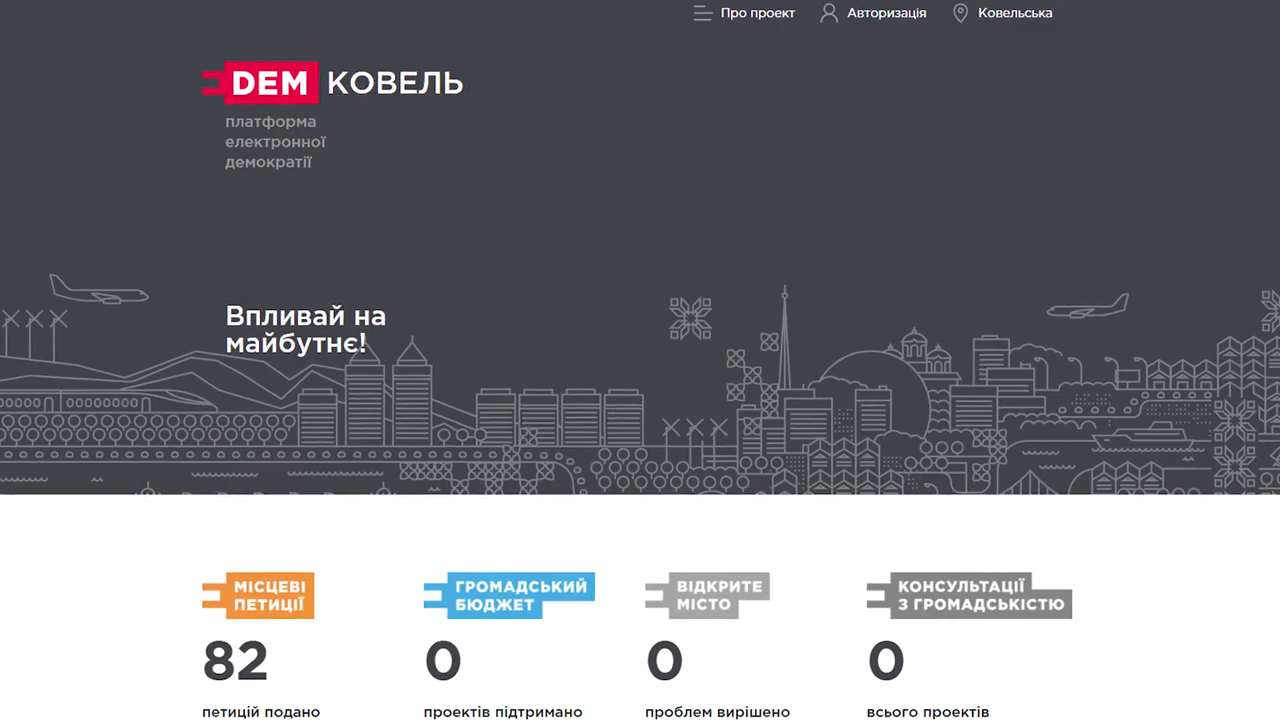 Про проект Авторизація Ковельська
DEM КОВЕЛЬ
платформа
електронної
демократії
Впливай на
майбутнє!
МІСЦЕВІ ПЕТИЦІЇ
82
петицій подано
ГРОМАДСЬКИЙ БЮДЖЕТ
0
проектів підтримано
ВІДКРИТЕ МІСТО
0
проблем вирішено
КОНСУЛЬТАЦІЇ З ГРОМАДСЬКІСТЮ
0
всього проектів